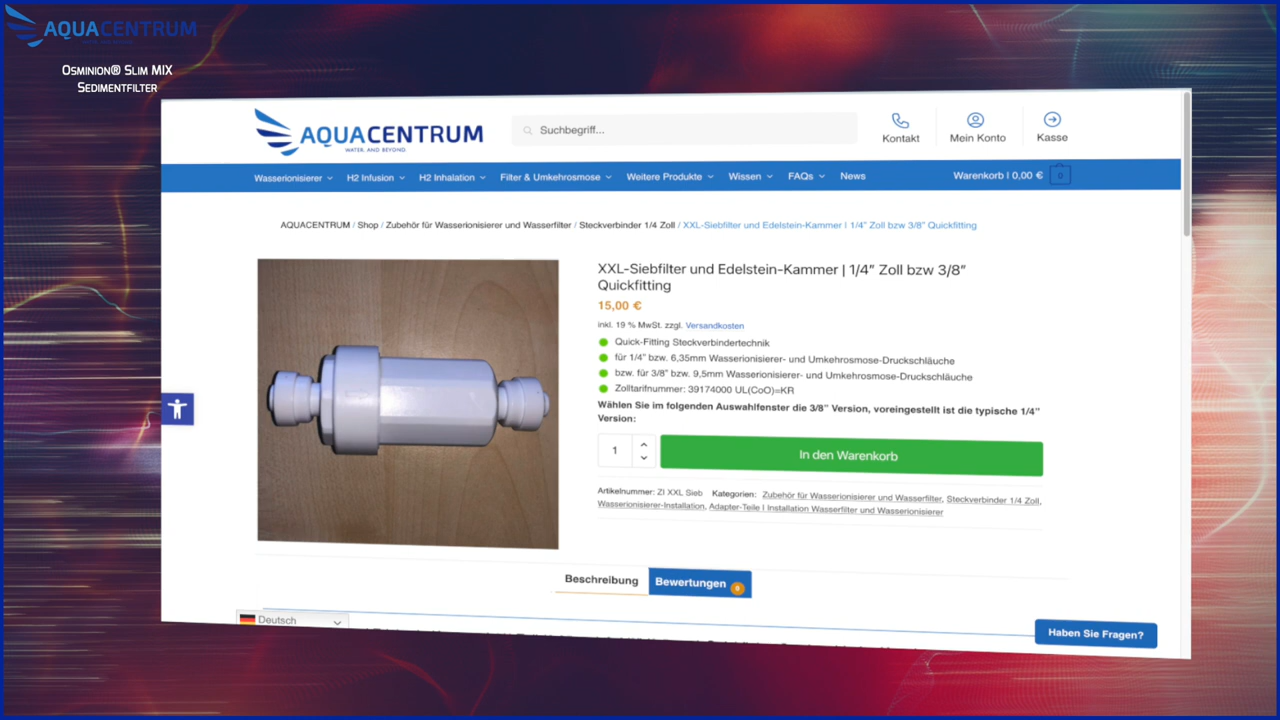 AQUACENTRUM
Osminion® Slim MIX
Sedimentfilter
AQUACENTRUM
WATER. AND BEYOND.
Suchbegriff...
Kontakt
Mein Konto
Kasse
Wasserionisierer
H2 Infusion
H2 Inhalation
Filter & Umkehrosmose
Weitere Produkte
Wissen
FAQs
News
Warenkorb | 0,00 €
0
AQUACENTRUM / Shop / Zubehör für Wasserionisierer und Wasserfilter / Steckverbinder 1/4 Zoll / XXL-Siebfilter und Edelstein-Kammer | 1/4" Zoll bzw 3/8" Quickfitting
XXL-Siebfilter und Edelstein-Kammer | 1/4" Zoll bzw 3/8"
Quickfitting
15,00 €
inkl. 19 % MwSt. zzgl. Versandkosten
Quick-Fitting Steckverbindertechnik
für 1/4" bzw. 6,35mm Wasserionisierer- und Umkehrosmose-Druckschläuche
bzw. für 3/8" bzw. 9,5mm Wasserionisierer- und Umkehrosmose-Druckschläuche
Zolltarifnummer: 39174000 UL(CoO)=KR
Wählen Sie im folgenden Auswahlfenster die 3/8" Version, voreingestellt ist die typische 1/4"
Version:
1
In den Warenkorb
Artikelnummer: ZI XXL Sieb Kategorien: Zubehör für Wasserionisierer und Wasserfilter, Steckverbinder 1/4 Zoll,
Wasserionisierer-Installation, Adapter-Teile | Installation Wasserfilter und Wasserionisierer
Beschreibung
Bewertungen 0
Deutsch
Haben Sie Fragen?